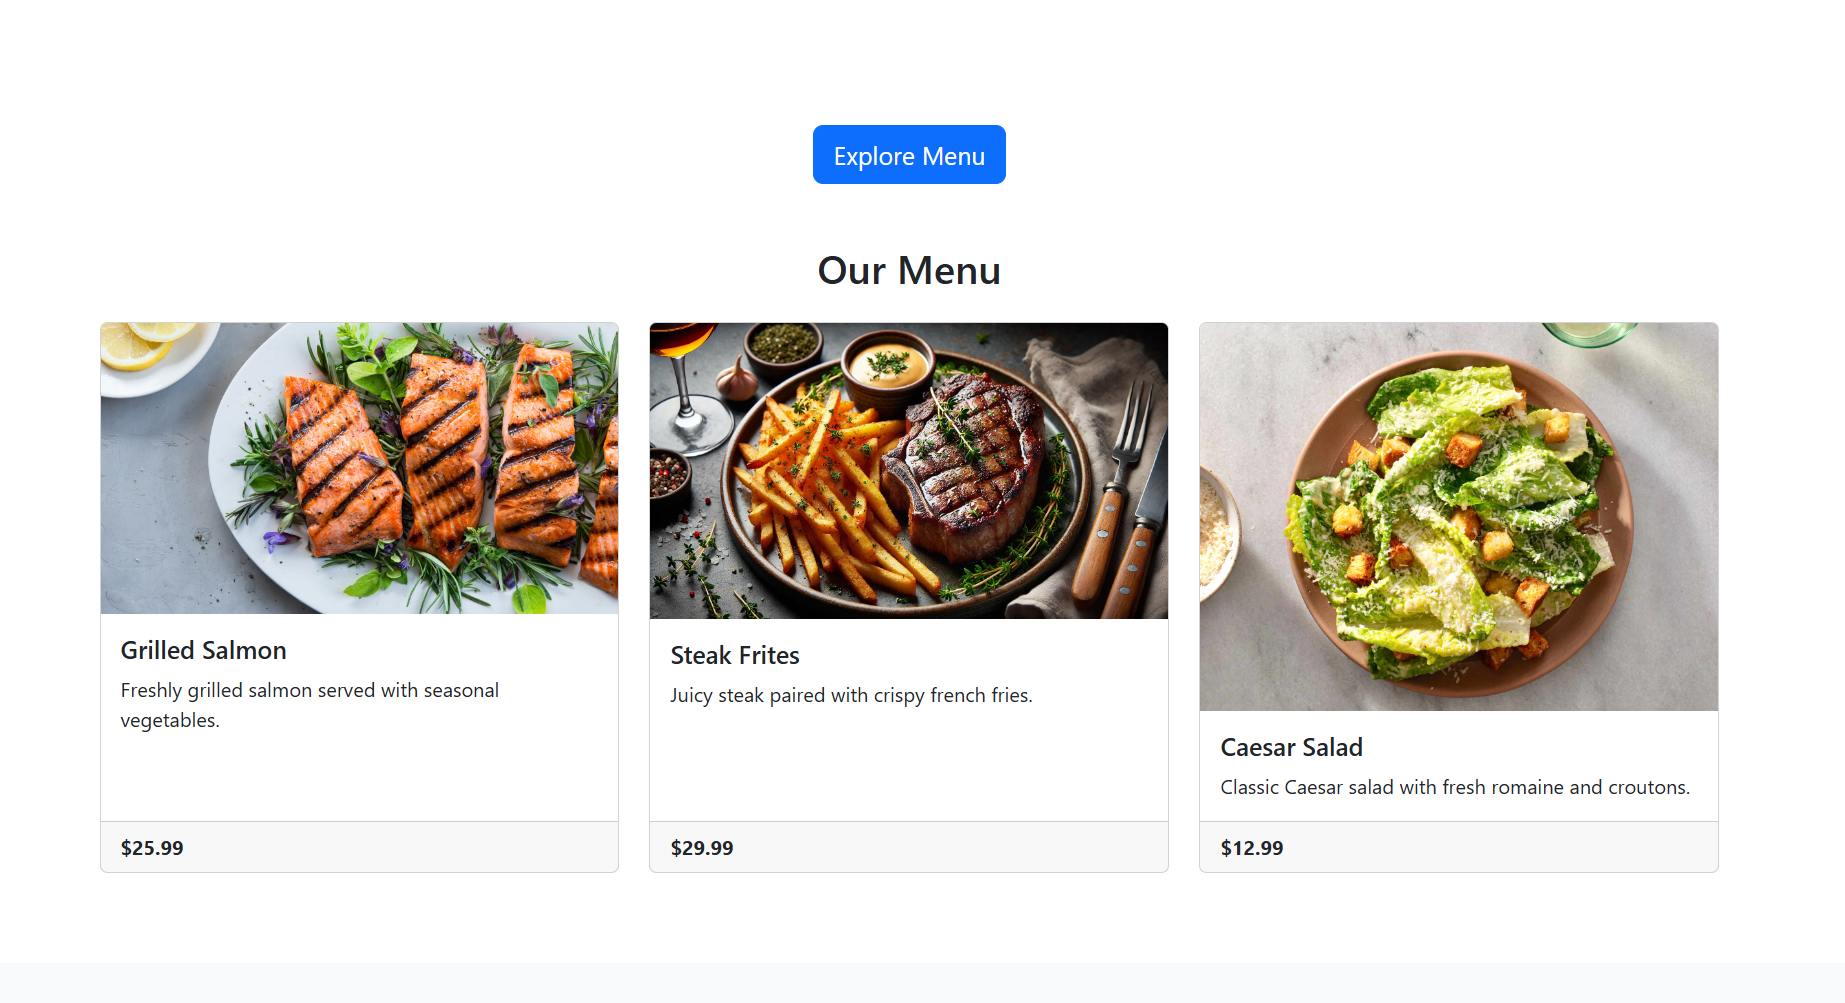 Explore Menu
Our Menu
Grilled Salmon
Freshly grilled salmon served with seasonal
vegetables.
$25.99
Steak Frites
Juicy steak paired with crispy french fries.
$29.99
Caesar Salad
Classic Caesar salad with fresh romaine and croutons.
$12.99